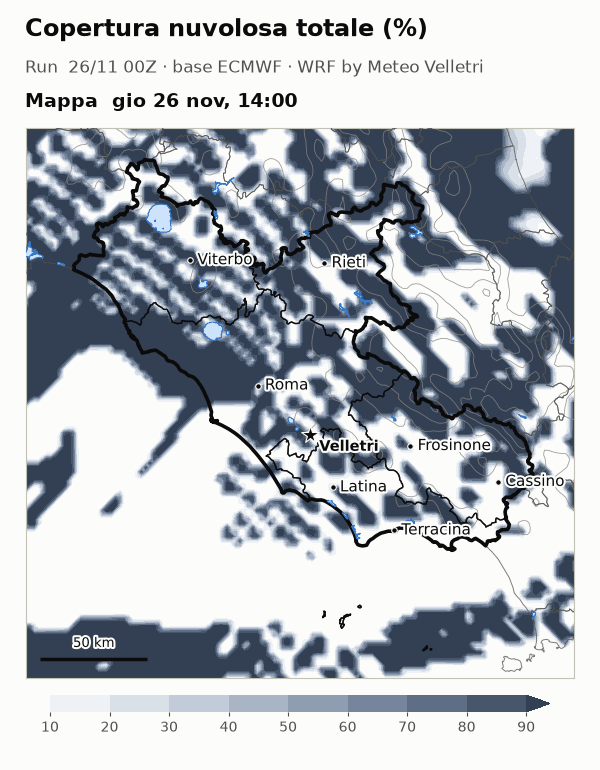 Copertura nuvolosa totale (%)
Run  26/11 00Z · base ECMWF · WRF by Meteo Velletri
Mappa  gio 26 nov, 14:00
Viterbo
Rieti
Roma
Velletri
Frosinone
Cassino
Latina
Terracina
50 km
10 20 30 40 50 60 70 80 90